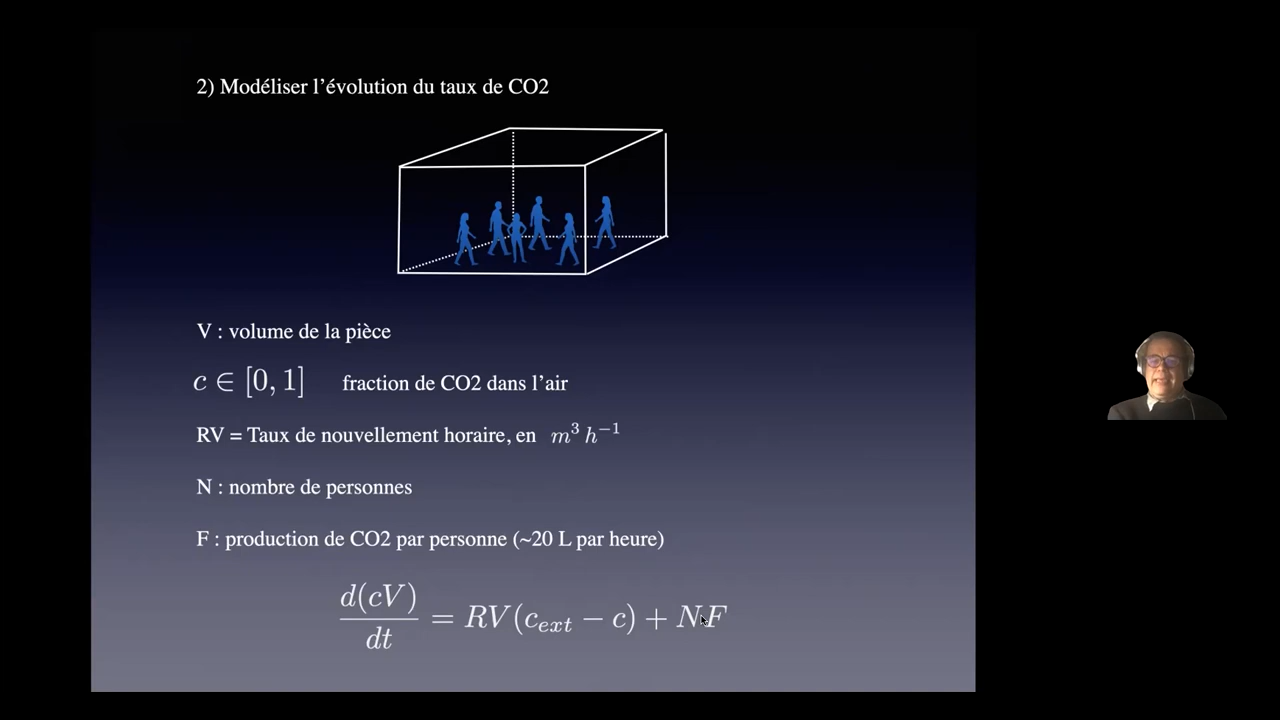 2) Modéliser l’évolution du taux de CO2
V : volume de la pièce
c ∈ [0, 1] fraction de CO2 dans l’air
RV = Taux de nouvellement horaire, en m³ h⁻¹
N : nombre de personnes
F : production de CO2 par personne (~20 L par heure)
d(cV)/dt = RV(c_ext − c) + NF